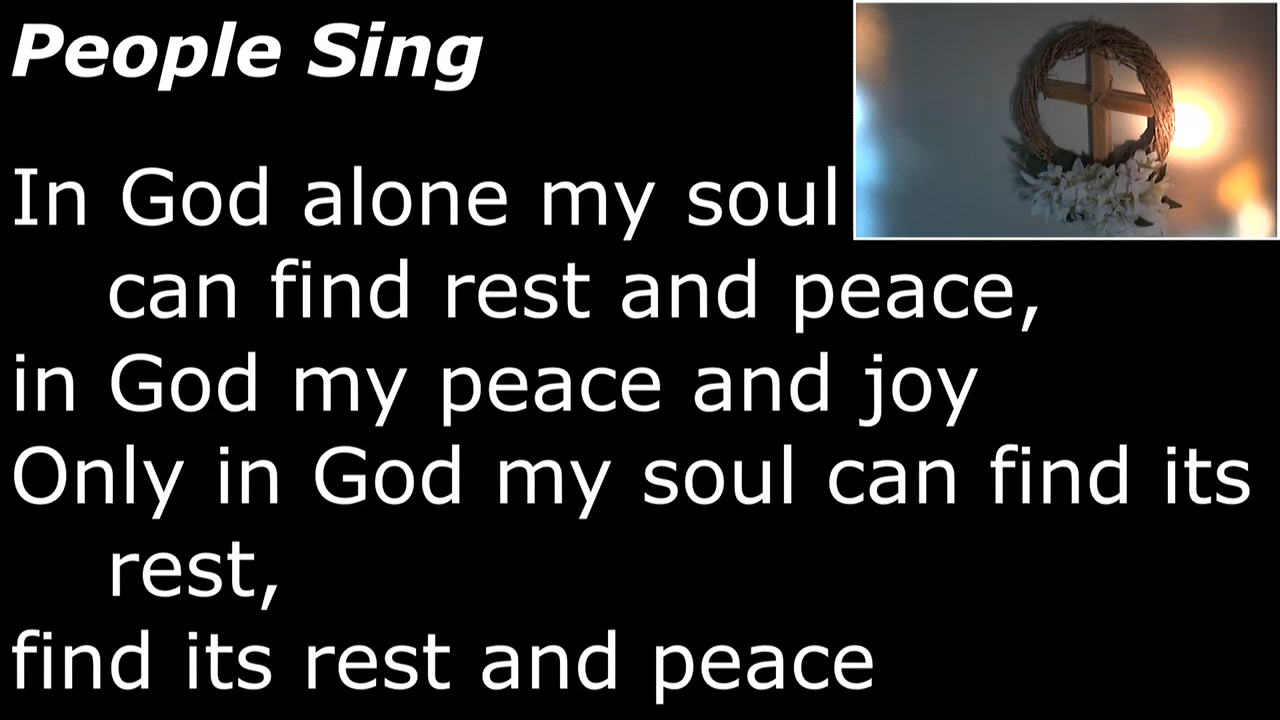 People Sing
In God alone my soul
can find rest and peace,
in God my peace and joy
Only in God my soul can find its
rest,
find its rest and peace